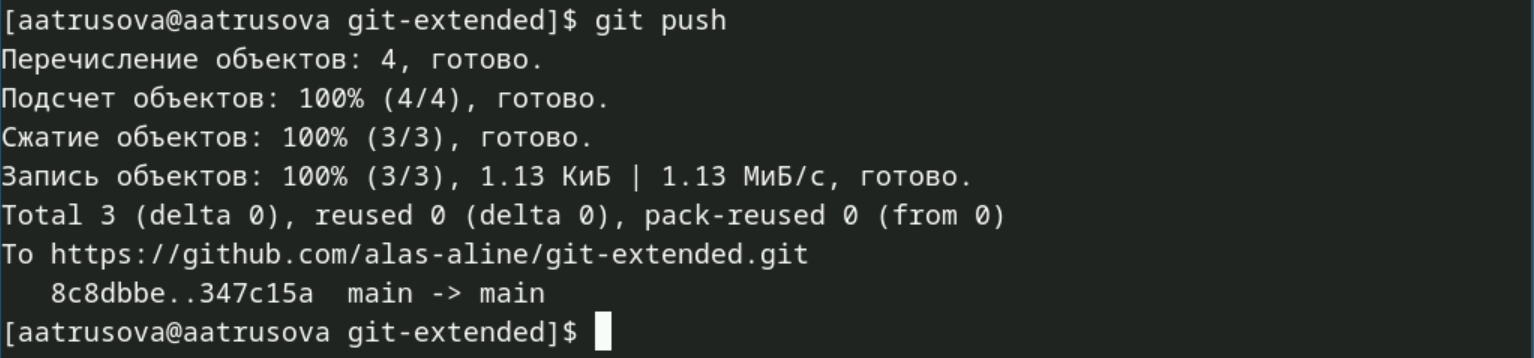 [aatrusova@aatrusova git-extended]$ git push
Перечисление объектов: 4, готово.
Подсчет объектов: 100% (4/4), готово.
Сжатие объектов: 100% (3/3), готово.
Запись объектов: 100% (3/3), 1.13 КиБ | 1.13 МиБ/с, готово.
Total 3 (delta 0), reused 0 (delta 0), pack-reused 0 (from 0)
To https://github.com/alas-aline/git-extended.git
   8c8dbbe..347c15a  main -> main
[aatrusova@aatrusova git-extended]$